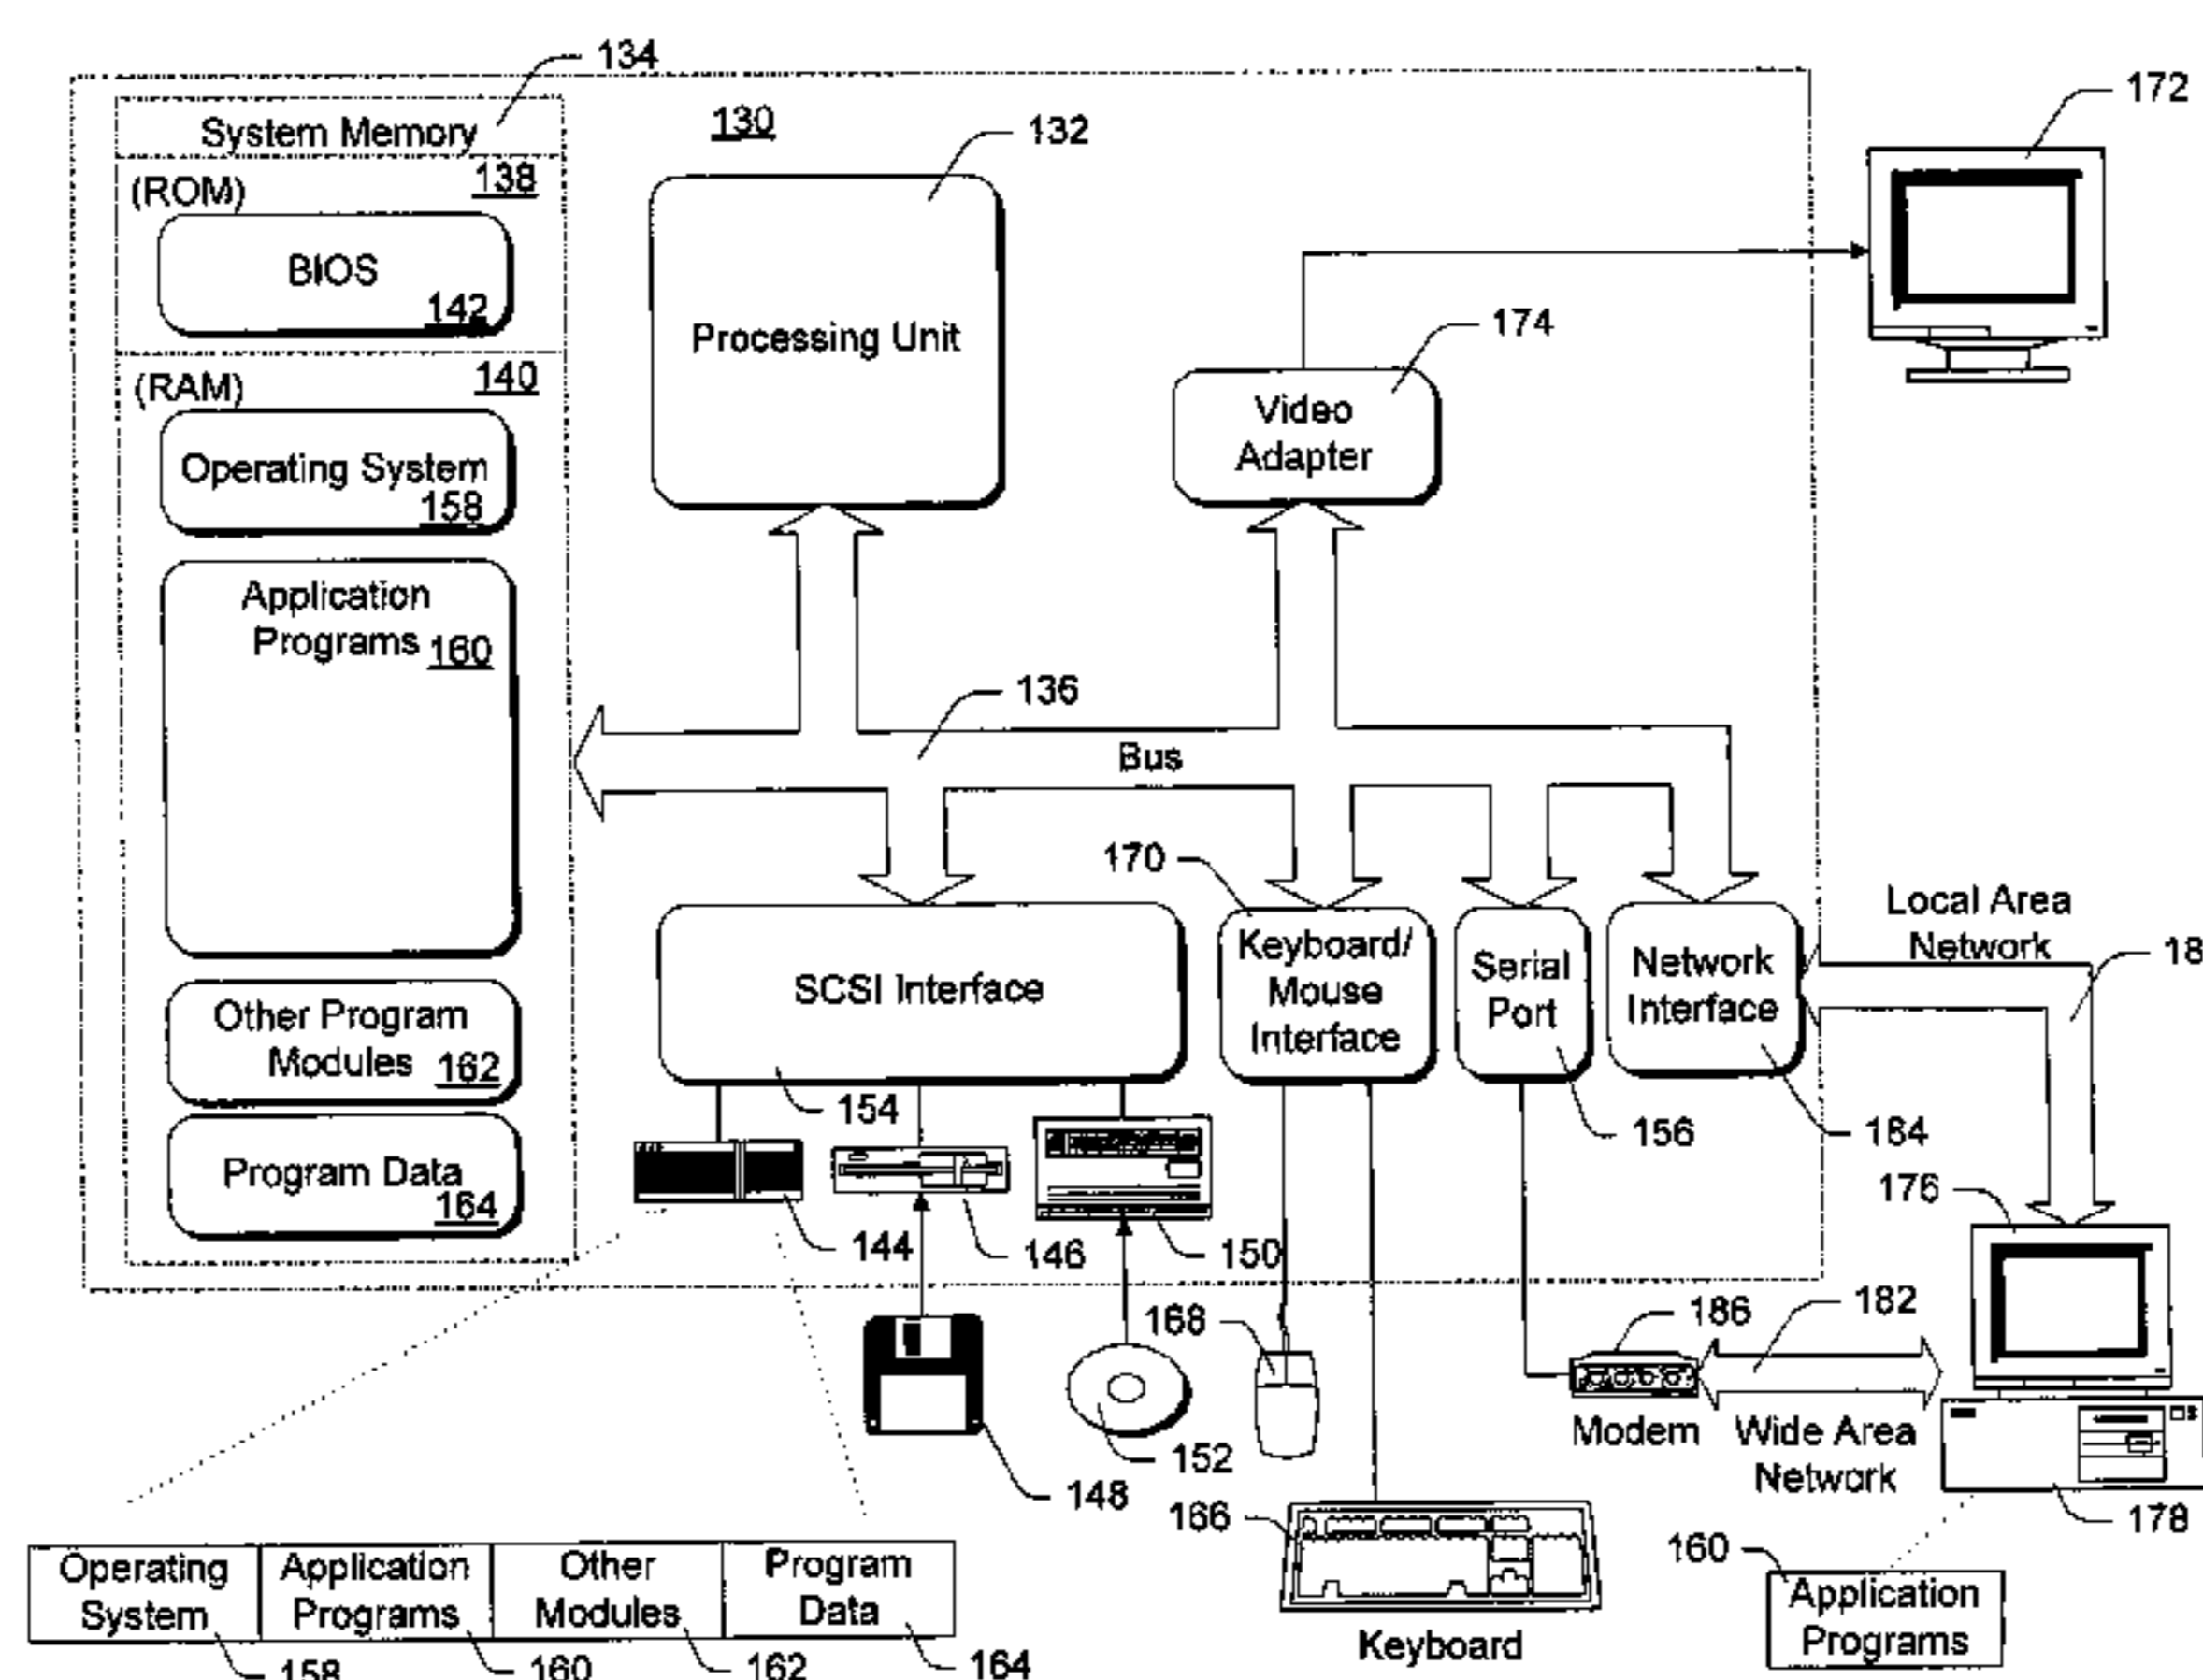 134
System Memory
(ROM)
138
BIOS
142
(RAM)
140
Operating System
158
Application
Programs 160
Other Program
Modules 162
Program Data
164
130
132
Processing Unit
172
174
Video
Adapter
136
Bus
170
SCSI Interface
154
Keyboard/
Mouse
Interface
Serial
Port
156
Network
Interface
184
Local Area
Network
18
144
146
150
176
148
152
168
186
182
Modem
Wide Area
Network
178
166
Keyboard
160
Application
Programs
Operating
System
Application
Programs
Other
Modules
Program
Data
158
160
162
164